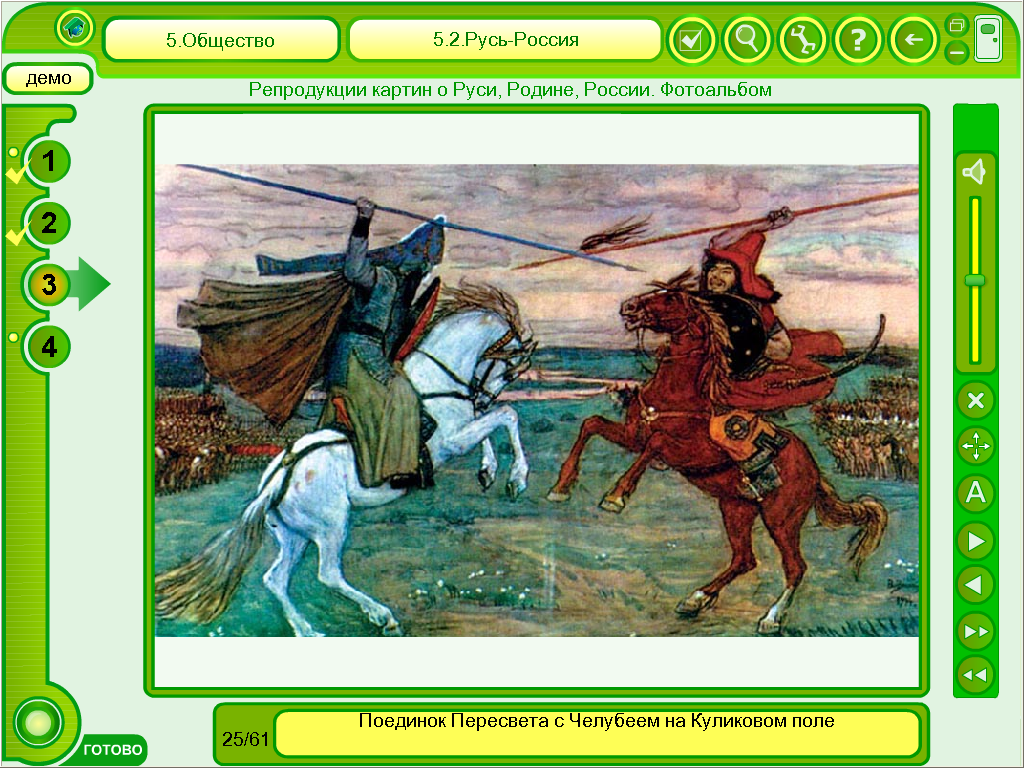 5.Общество
5.2.Русь-Россия
?
демо
Репродукции картин о Руси, Родине, России. Фотоальбом
1
2
3
4
A
25/61
Поединок Пересвета с Челубеем на Куликовом поле
ГОТОВО